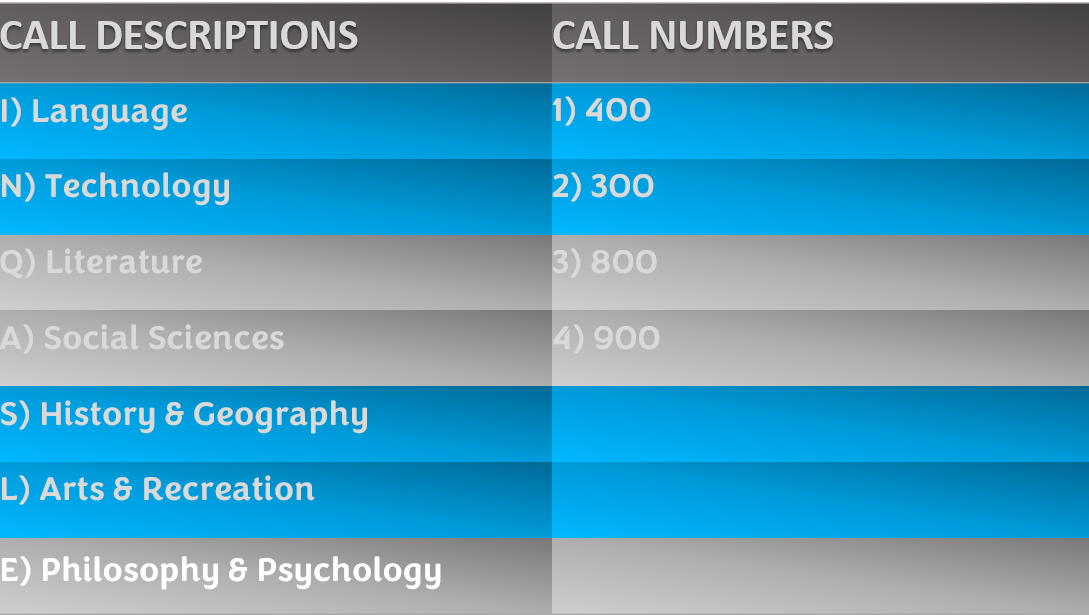 CALL DESCRIPTIONS CALL NUMBERS
I) Language 1) 400
N) Technology 2) 300
Q) Literature 3) 800
A) Social Sciences 4) 900
S) History & Geography
L) Arts & Recreation
E) Philosophy & Psychology